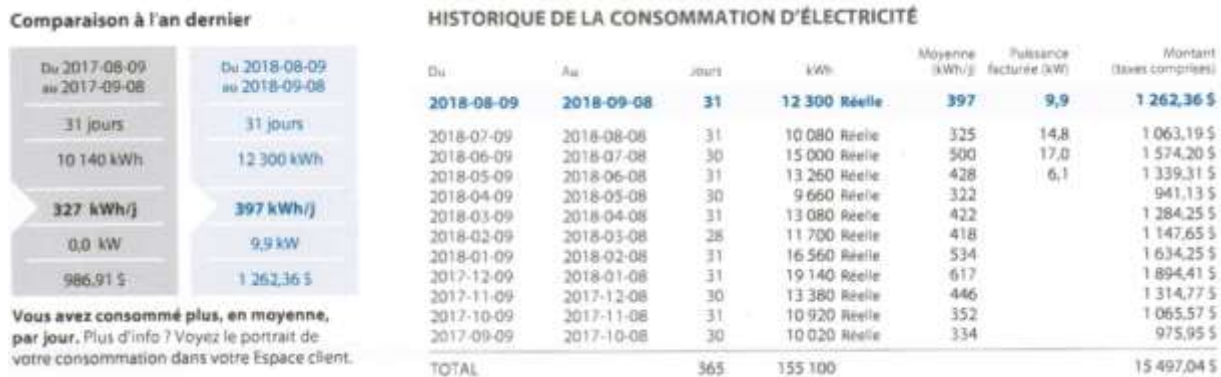 Comparaison à l'an dernier
Du 2017-08-09
au 2017-09-08
31 jours
10 140 kWh
327 kWh/j
0,0 kW
986,91 $
Du 2018-08-09
au 2018-09-08
31 jours
12 300 kWh
397 kWh/j
9,9 kW
1 262,36 $
Vous avez consommé plus, en moyenne,
par jour. Plus d'info ? Voyez le portrait de
votre consommation dans votre Espace client.
HISTORIQUE DE LA CONSOMMATION D'ÉLECTRICITÉ
Du Au Jours kWh Moyenne (kWh/j) Puissance facturée (kW) Montant (taxes comprises)
2018-08-09 2018-09-08 31 12 300 Réelle 397 9,9 1 262,36 $
2018-07-09 2018-08-08 31 10 080 Réelle 325 14,8 1 063,19 $
2018-06-09 2018-07-08 30 15 000 Réelle 500 17,0 1 574,20 $
2018-05-09 2018-06-08 31 13 260 Réelle 428 6,1 1 339,31 $
2018-04-09 2018-05-08 30 9 660 Réelle 322 941,13 $
2018-03-09 2018-04-08 31 13 080 Réelle 422 1 284,25 $
2018-02-09 2018-03-08 28 11 700 Réelle 418 1 147,65 $
2018-01-09 2018-02-08 31 16 560 Réelle 534 1 634,25 $
2017-12-09 2018-01-08 31 19 140 Réelle 617 1 894,41 $
2017-11-09 2017-12-08 30 13 380 Réelle 446 1 314,77 $
2017-10-09 2017-11-08 31 10 920 Réelle 352 1 065,57 $
2017-09-09 2017-10-08 30 10 020 Réelle 334 975,95 $
TOTAL 365 155 100 15 497,04 $